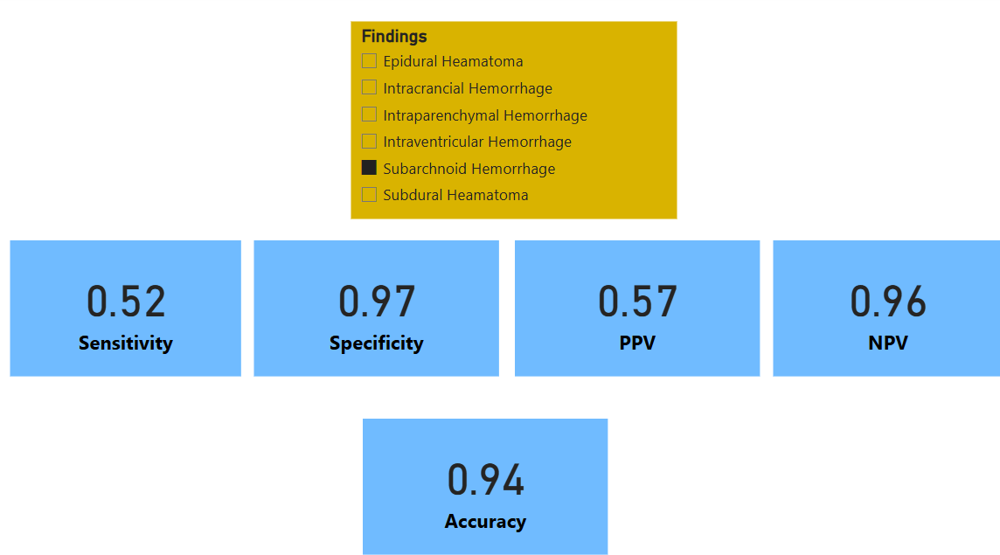 Findings
Epidural Heamatoma
Intracrancial Hemorrhage
Intraparenchymal Hemorrhage
Intraventricular Hemorrhage
Subarchnoid Hemorrhage
Subdural Heamatoma
0.52
Sensitivity
0.97
Specificity
0.57
PPV
0.96
NPV
0.94
Accuracy